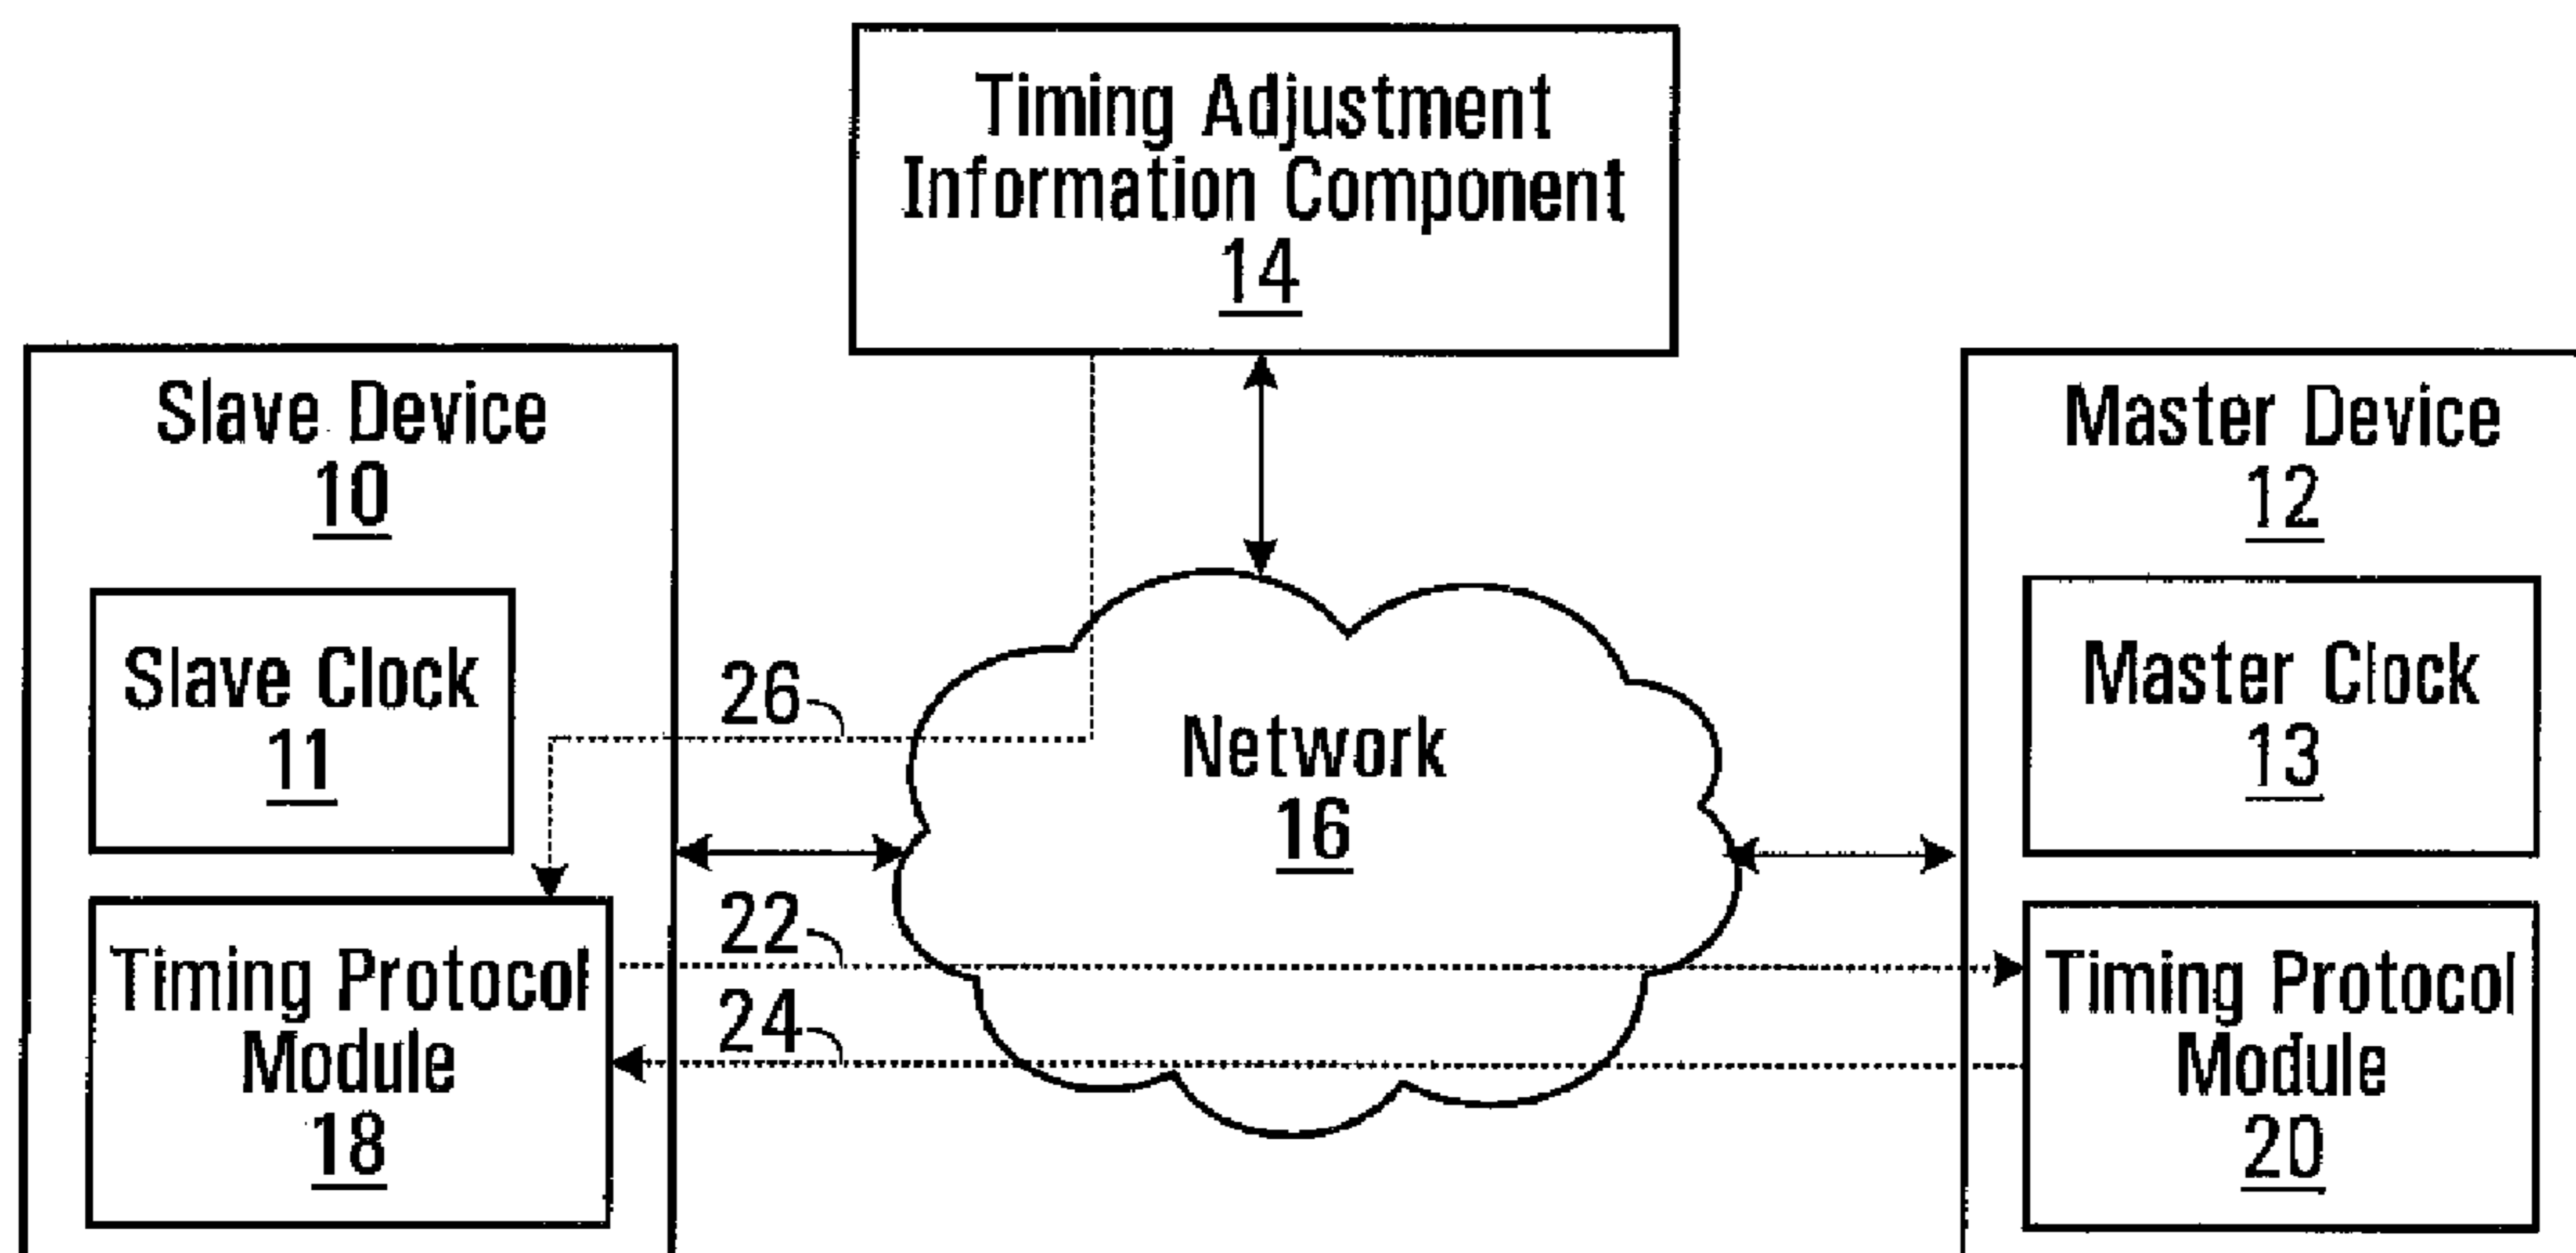 Timing Adjustment
Information Component
14
Slave Device
10
Slave Clock
11
Timing Protocol
Module
18
26
22
24
Network
16
Master Device
12
Master Clock
13
Timing Protocol
Module
20